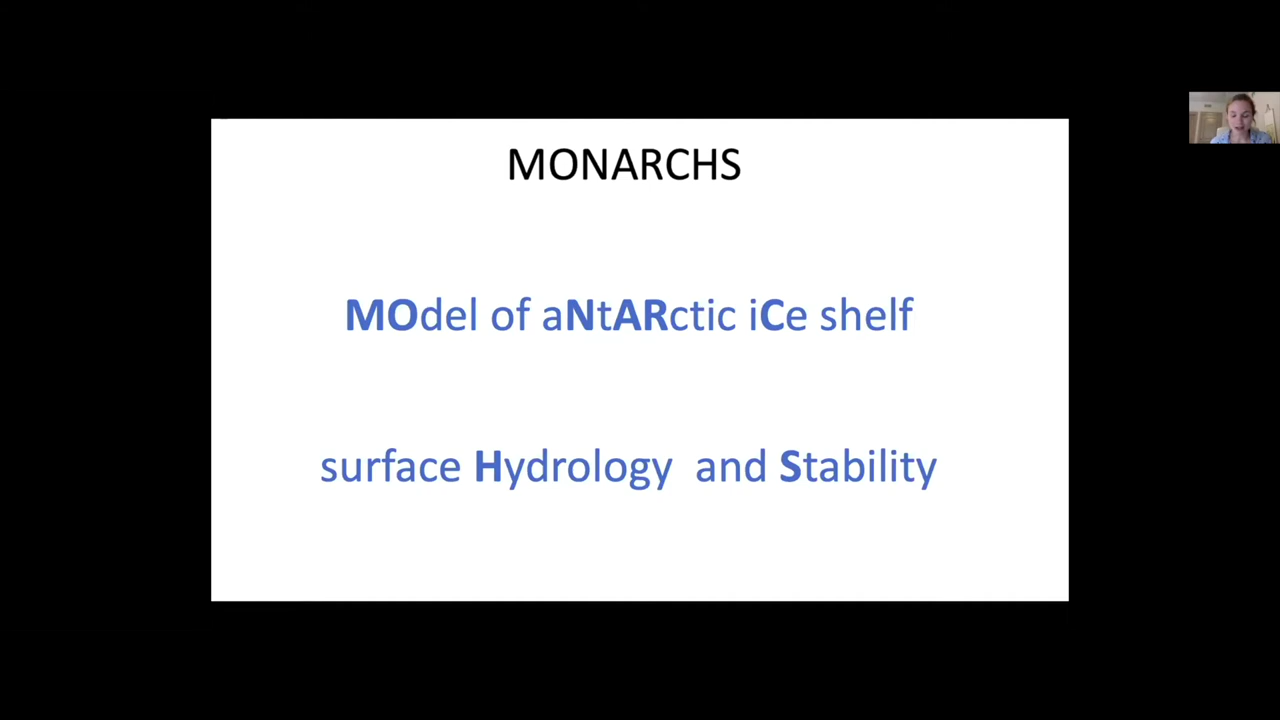 MONARCHS
MOdel of aNtARctic iCe shelf
surface Hydrology and Stability